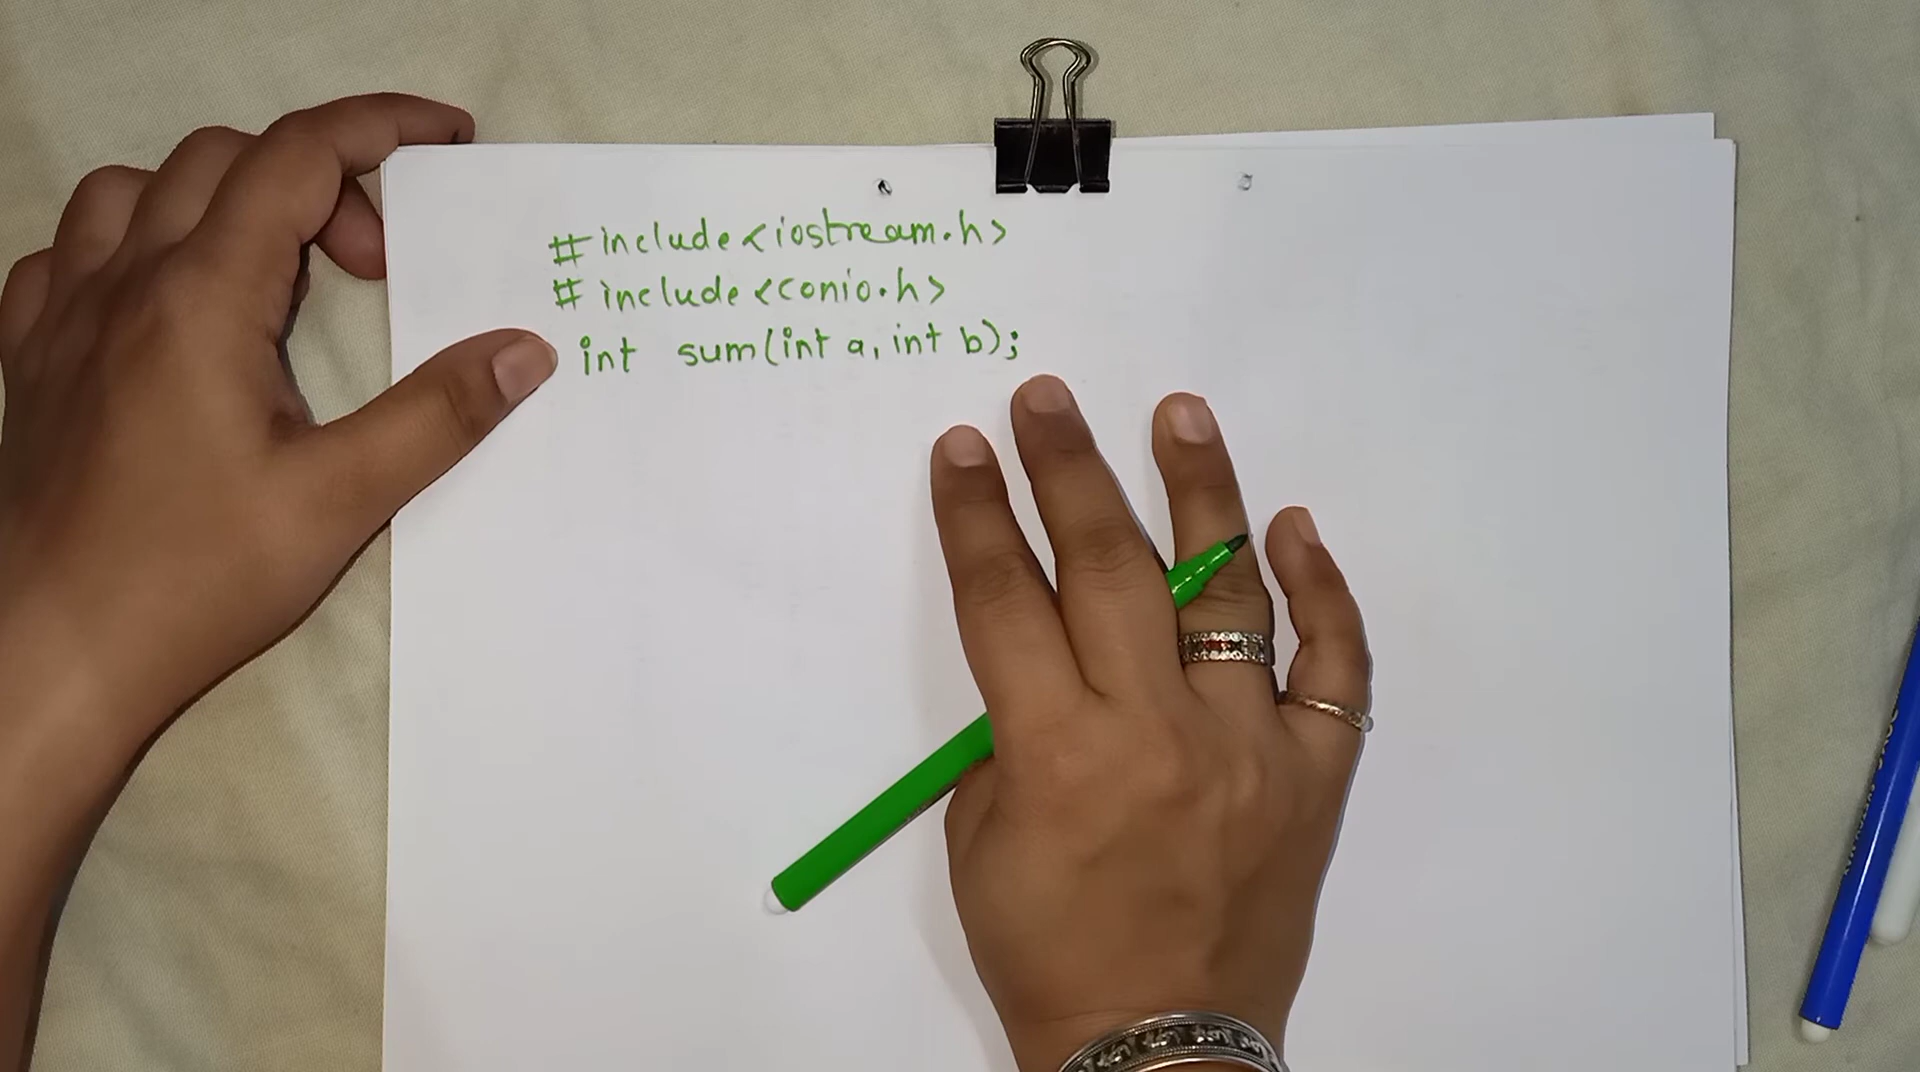 #include<iostream.h>
#include<conio.h>
int sum(int a, int b);